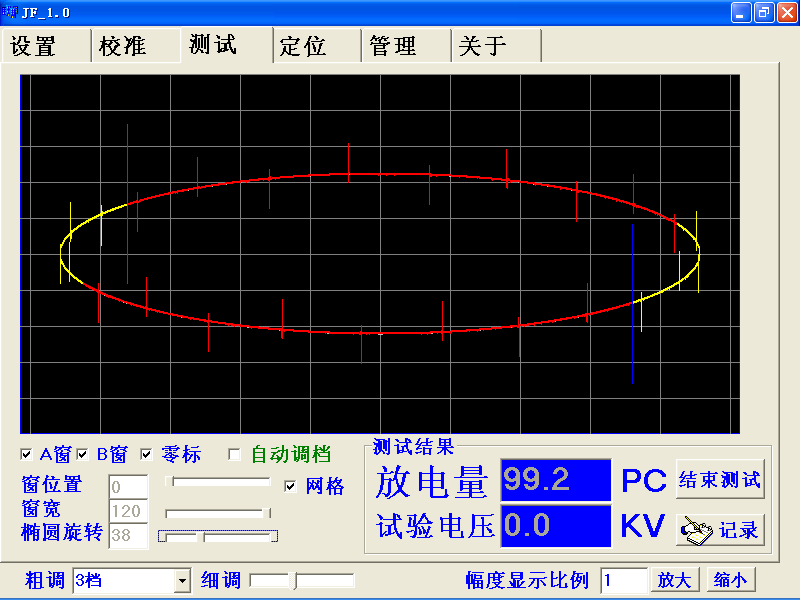 JF_1.0
设置 校准 测试 定位 管理 关于
A窗 B窗 零标 自动调档
窗位置 0 网格
窗宽 120
椭圆旋转 38
测试结果
放电量 99.2 PC 结束测试
试验电压 0.0 KV 记录
粗调 3档 细调 幅度显示比例 1 放大 缩小